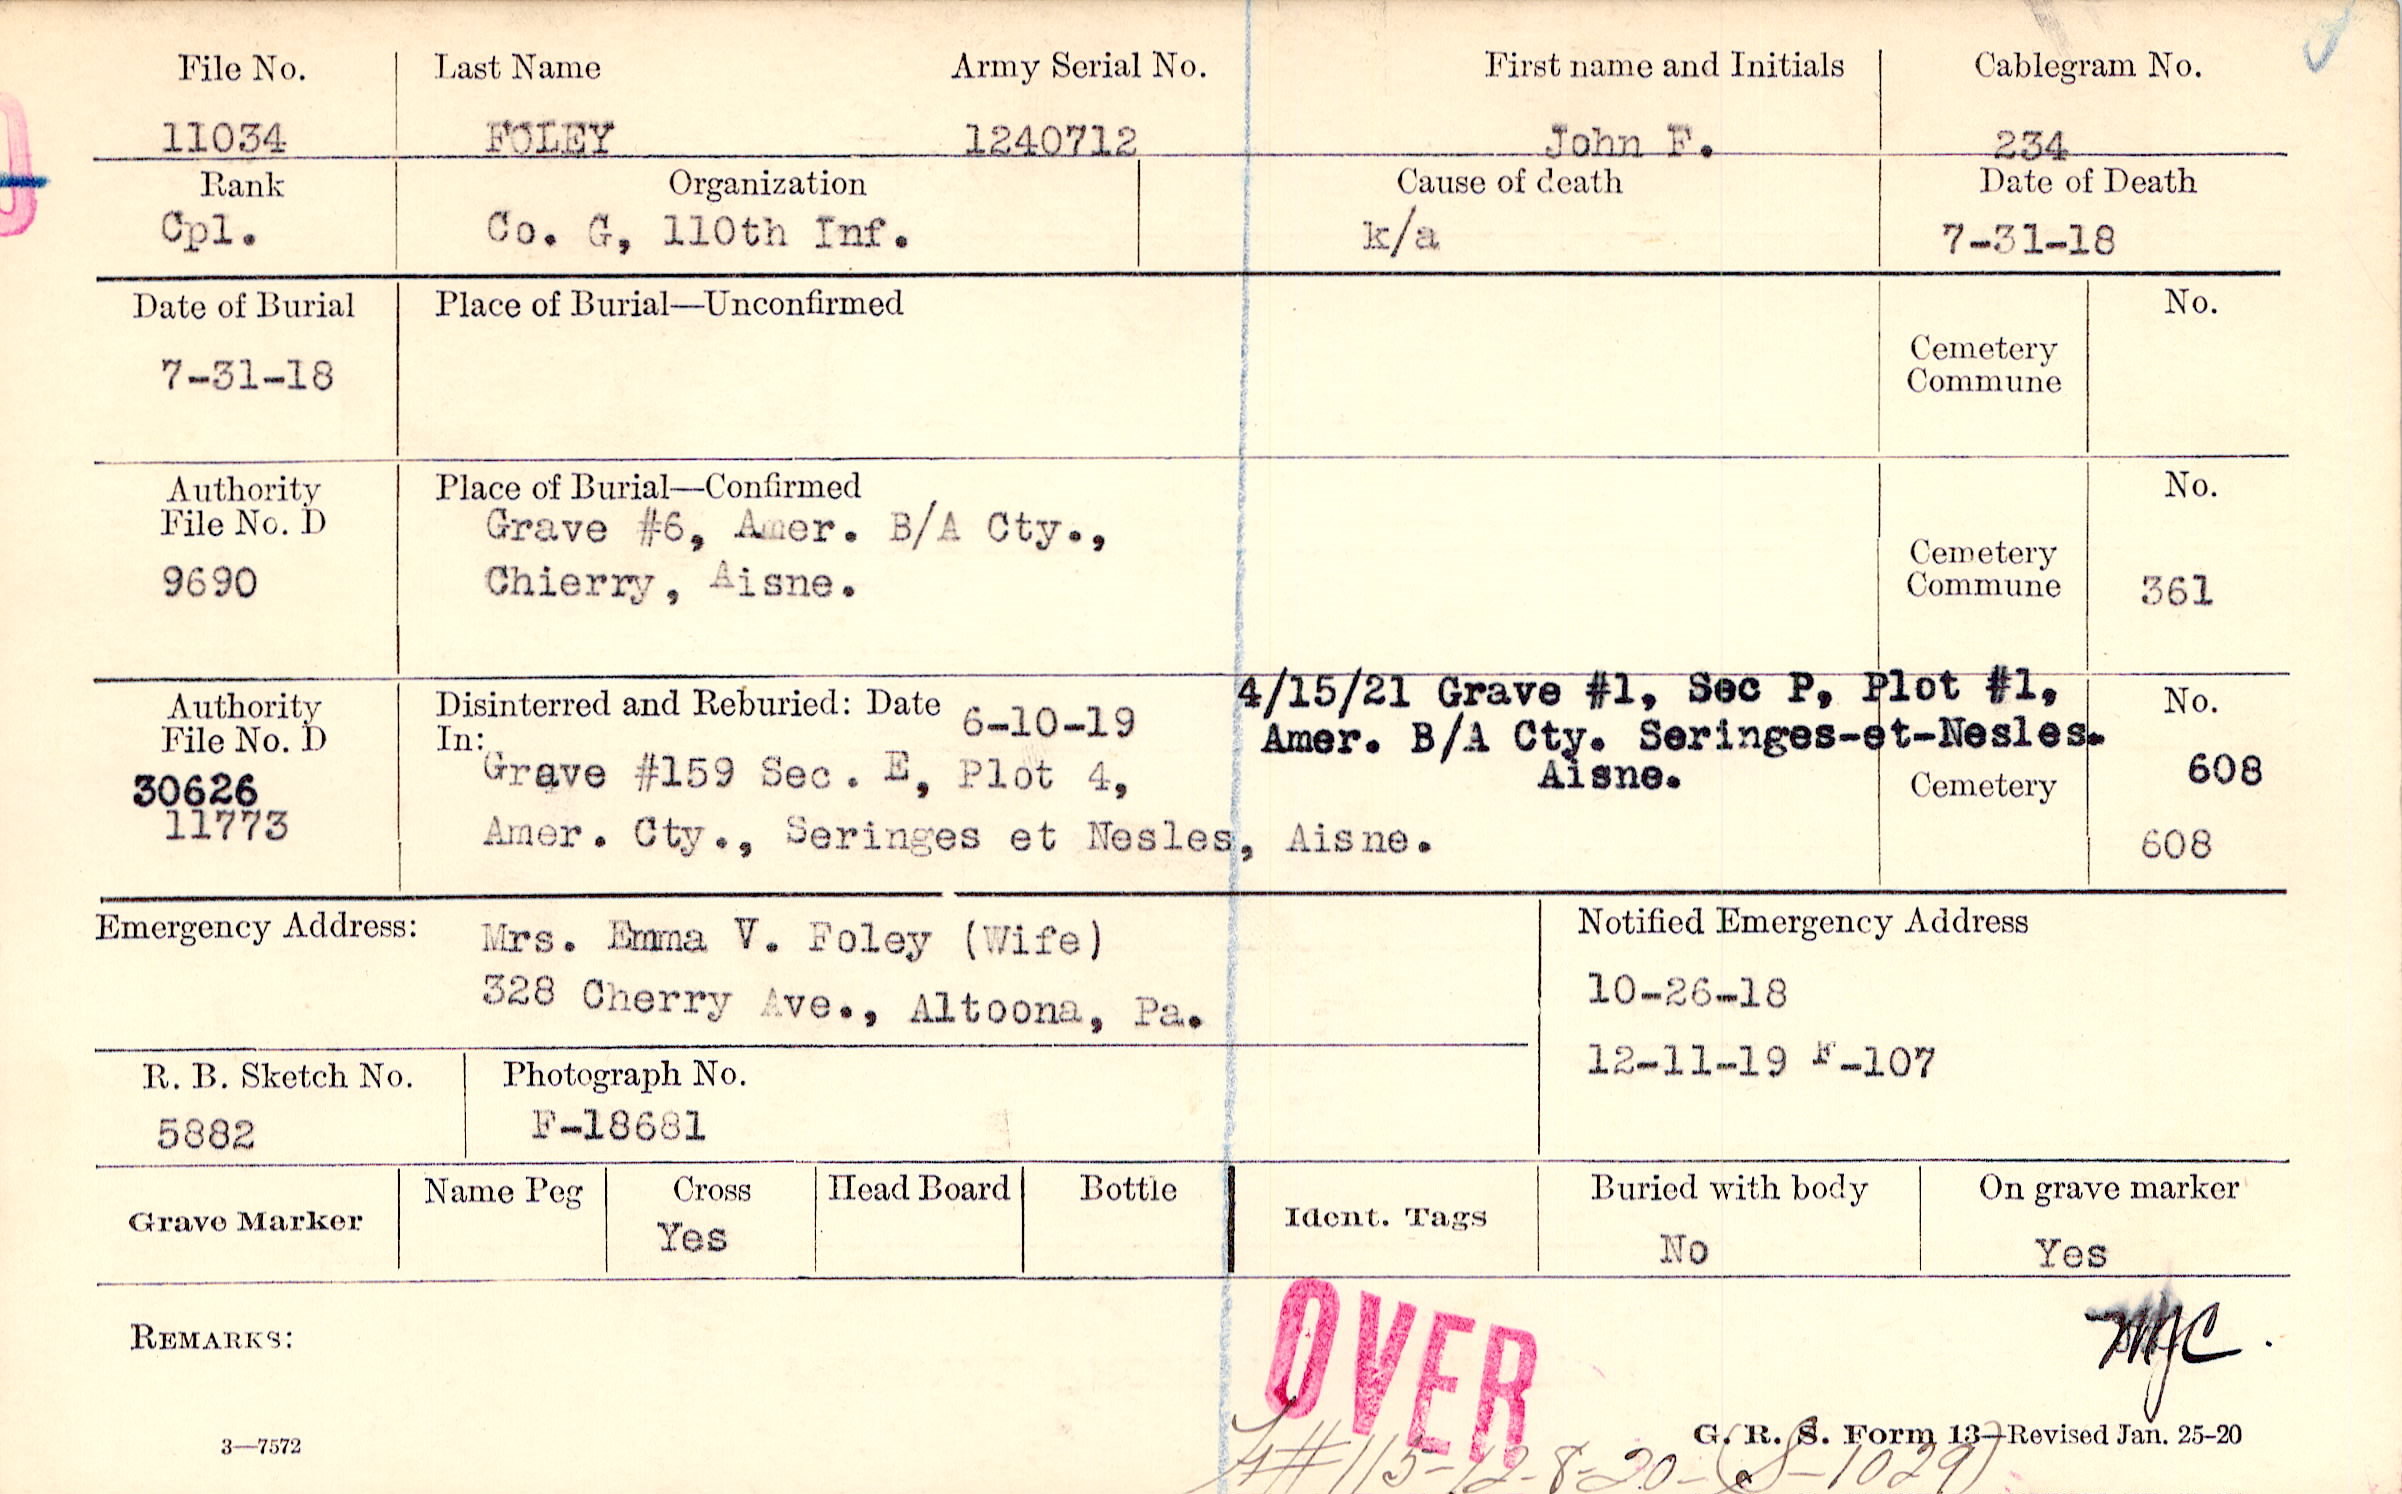 File No. Last Name Army Serial No. First name and Initials Cablegram No.
11034 FOLEY 1240712 John F. 234
Rank Organization Cause of death Date of Death
Cpl. Co. G, 110th Inf. k/a 7-31-18
Date of Burial Place of Burial—Unconfirmed No.
7-31-18
Cemetery
Commune
Authority Place of Burial—Confirmed No.
File No. D Grave #6, Amer. B/A Cty.,
9690 Chierry, Aisne.
Cemetery
Commune 361
4/15/21 Grave #1, Sec P, Plot #1,
Authority Disinterred and Reburied: Date 6-10-19 No.
File No. D In: Amer. B/A Cty. Seringes-et-Nesles.
30626 Grave #159 Sec. E, Plot 4, Aisne. Cemetery 608
11773 Amer. Cty., Seringes et Nesles, Aisne. 608
Emergency Address: Mrs. Emma V. Foley (Wife) Notified Emergency Address
328 Cherry Ave., Altoona, Pa. 10-26-18
12-11-19 F-107
R. B. Sketch No. Photograph No.
5882 F-18681
Grave Marker Name Peg Cross Head Board Bottle Ident. Tags Buried with body On grave marker
Yes No Yes
REMARKS: OVER MJC.
3—7572 G. R. S. Form 13—Revised Jan. 25-20
#115-12-8-20-(S-1029)